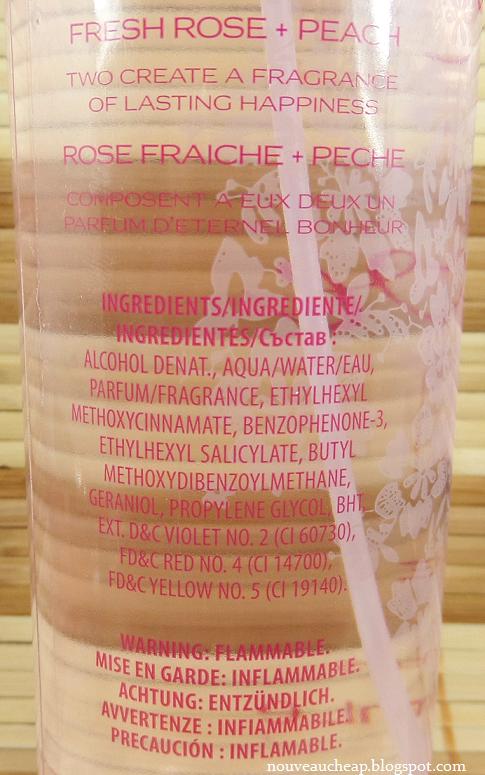 FRESH ROSE + PEACH
TWO CREATE A FRAGRANCE
OF LASTING HAPPINESS
ROSE FRAICHE + PECHE
COMPOSENT A EUX DEUX UN
PARFUM D'ETERNEL BONHEUR
INGREDIENTS/INGREDIENTE/
INGREDIENTES/Състав :
ALCOHOL DENAT., AQUA/WATER/EAU,
PARFUM/FRAGRANCE, ETHYLHEXYL
METHOXYCINNAMATE, BENZOPHENONE-3,
ETHYLHEXYL SALICYLATE, BUTYL
METHOXYDIBENZOYLMETHANE,
GERANIOL, PROPYLENE GLYCOL, BHT,
EXT. D&C VIOLET NO. 2 (CI 60730),
FD&C RED NO. 4 (CI 14700),
FD&C YELLOW NO. 5 (CI 19140).
WARNING: FLAMMABLE.
MISE EN GARDE: INFLAMMABLE.
ACHTUNG: ENTZÜNDLICH.
AVVERTENZE : INFIAMMABILE.
PRECAUCIÓN : INFLAMABLE.
nouveaucheap.blogspot.com